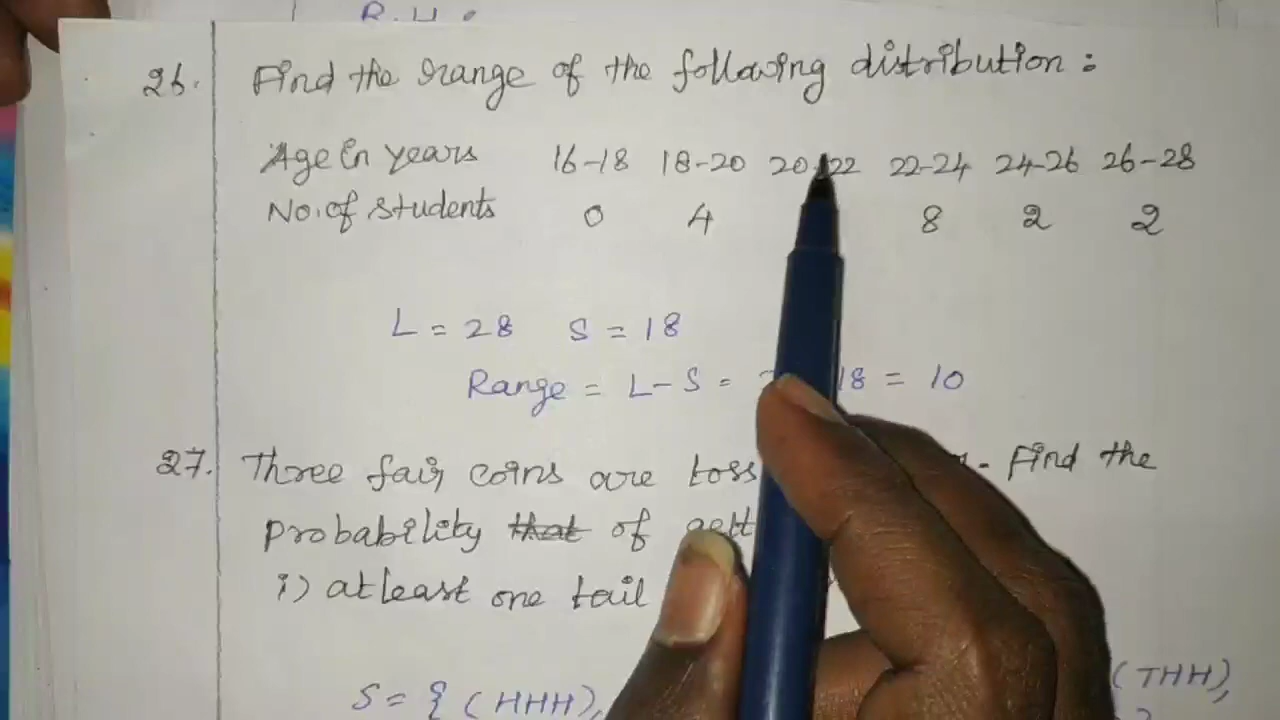 26. Find the range of the following distribution :
Age in years 16-18 18-20 20-22 22-24 24-26 26-28
No. of students 0 4 8 2 2
L = 28 S = 18
Range = L - S = 18 = 10
27. Three fair coins are Find the
probability that of
i) atleast one tail
S = { (HHH), (THH),